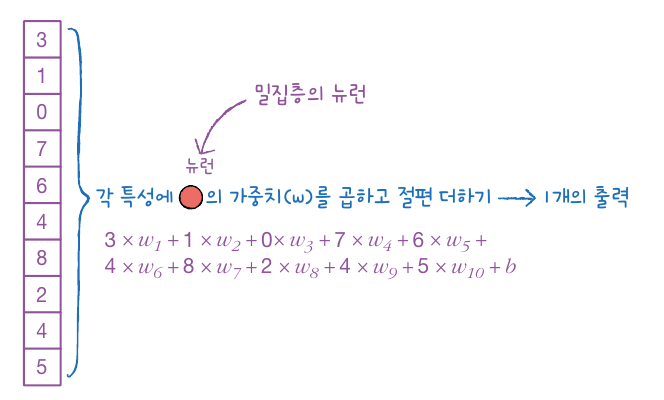 3
1
0
7
6
4
8
2
4
5
밀집층의 뉴런
뉴런
각 특성에 의 가중치(w)를 곱하고 절편 더하기 → 1개의 출력
3 × w₁ + 1 × w₂ + 0 × w₃ + 7 × w₄ + 6 × w₅ +
4 × w₆ + 8 × w₇ + 2 × w₈ + 4 × w₉ + 5 × w₁₀ + b